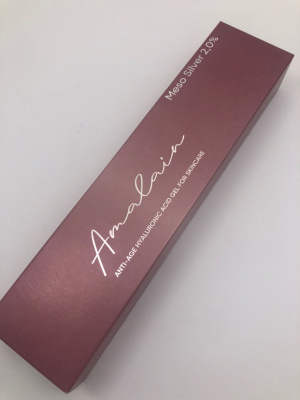 Meso Silver 2,0%
Amalain
ANTI-AGE HYALURONIC ACID GEL FOR SKINCARE